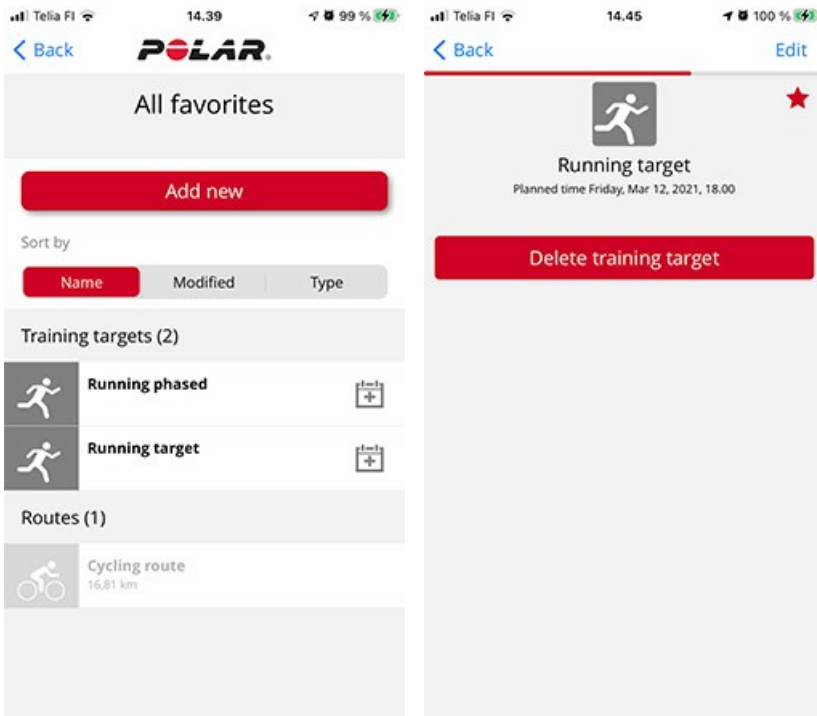 Telia FI 14.39 99 %
Back POLAR.
All favorites
Add new
Sort by
Name Modified Type
Training targets (2)
Running phased
Running target
Routes (1)
Cycling route
16,81 km
Telia FI 14.45 100 %
Back Edit
Running target
Planned time Friday, Mar 12, 2021, 18.00
Delete training target